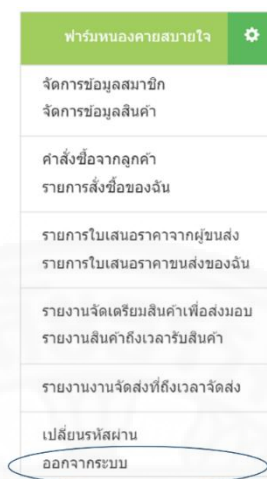 ฟาร์มหนองคายสบายใจ
จัดการข้อมูลสมาชิก
จัดการข้อมูลสินค้า
คำสั่งซื้อจากลูกค้า
รายการสั่งซื้อของฉัน
รายการใบเสนอราคาจากผู้ขนส่ง
รายการใบเสนอราคาขนส่งของฉัน
รายงานจัดเตรียมสินค้าเพื่อส่งมอบ
รายงานสินค้าถึงเวลารับสินค้า
รายงานงานจัดส่งที่ถึงเวลาจัดส่ง
เปลี่ยนรหัสผ่าน
ออกจากระบบ